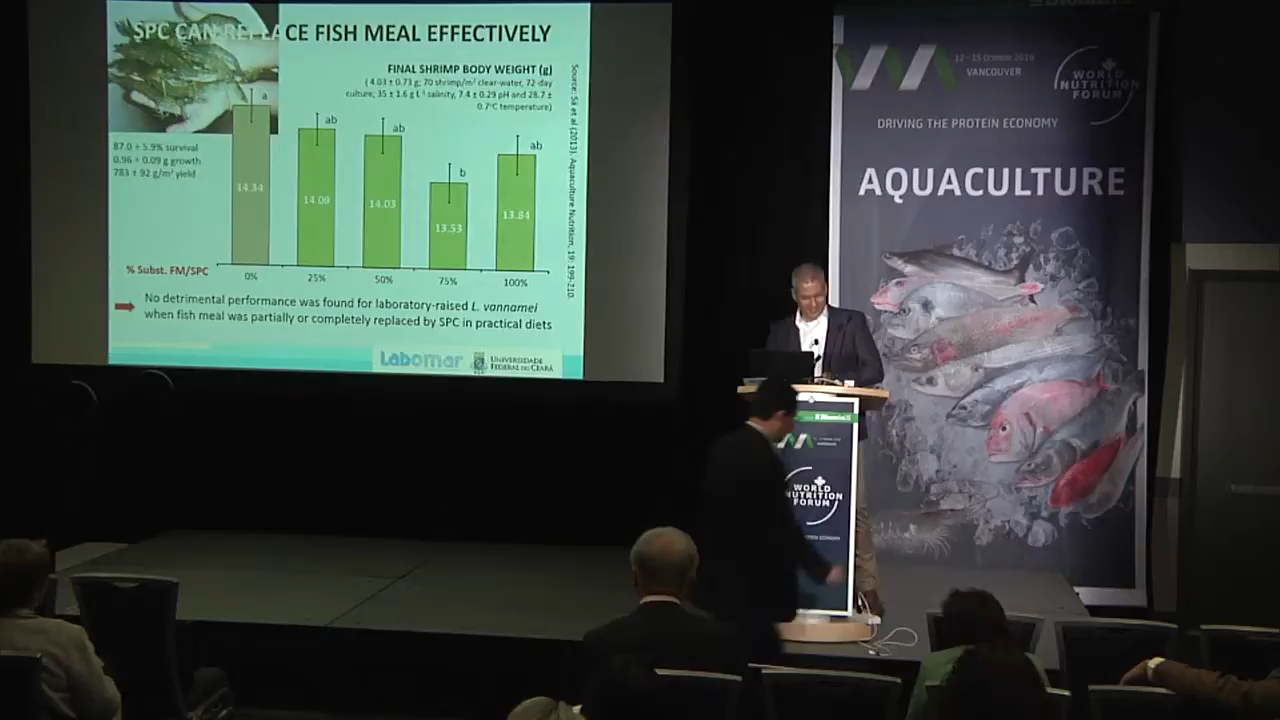 SPC CAN REPLACE FISH MEAL EFFECTIVELY
FINAL SHRIMP BODY WEIGHT (g)
( 4.03 ± 0.73 g; 70 shrimp/m² clear-water, 72-day
culture; 35 ± 1.6 g L⁻¹ salinity, 7.4 ± 0.29 pH and 28.7 ±
0.7°C temperature)
87.0 ± 5.9% survival
0.96 ± 0.09 g growth
783 ± 92 g/m² yield
a
ab
ab
b
ab
14.34
14.09
14.03
13.53
13.84
% Subst. FM/SPC
0%
25%
50%
75%
100%
Source: Sá et al (2013). Aquaculture Nutrition, 19: 199-210.
No detrimental performance was found for laboratory-raised L. vannamei
when fish meal was partially or completely replaced by SPC in practical diets
Labomar
UNIVERSIDADE
FEDERAL DO CEARÁ
12 - 15 October 2016
VANCOUVER
WORLD
NUTRITION
FORUM
DRIVING THE PROTEIN ECONOMY
AQUACULTURE
WORLD
NUTRITION
FORUM